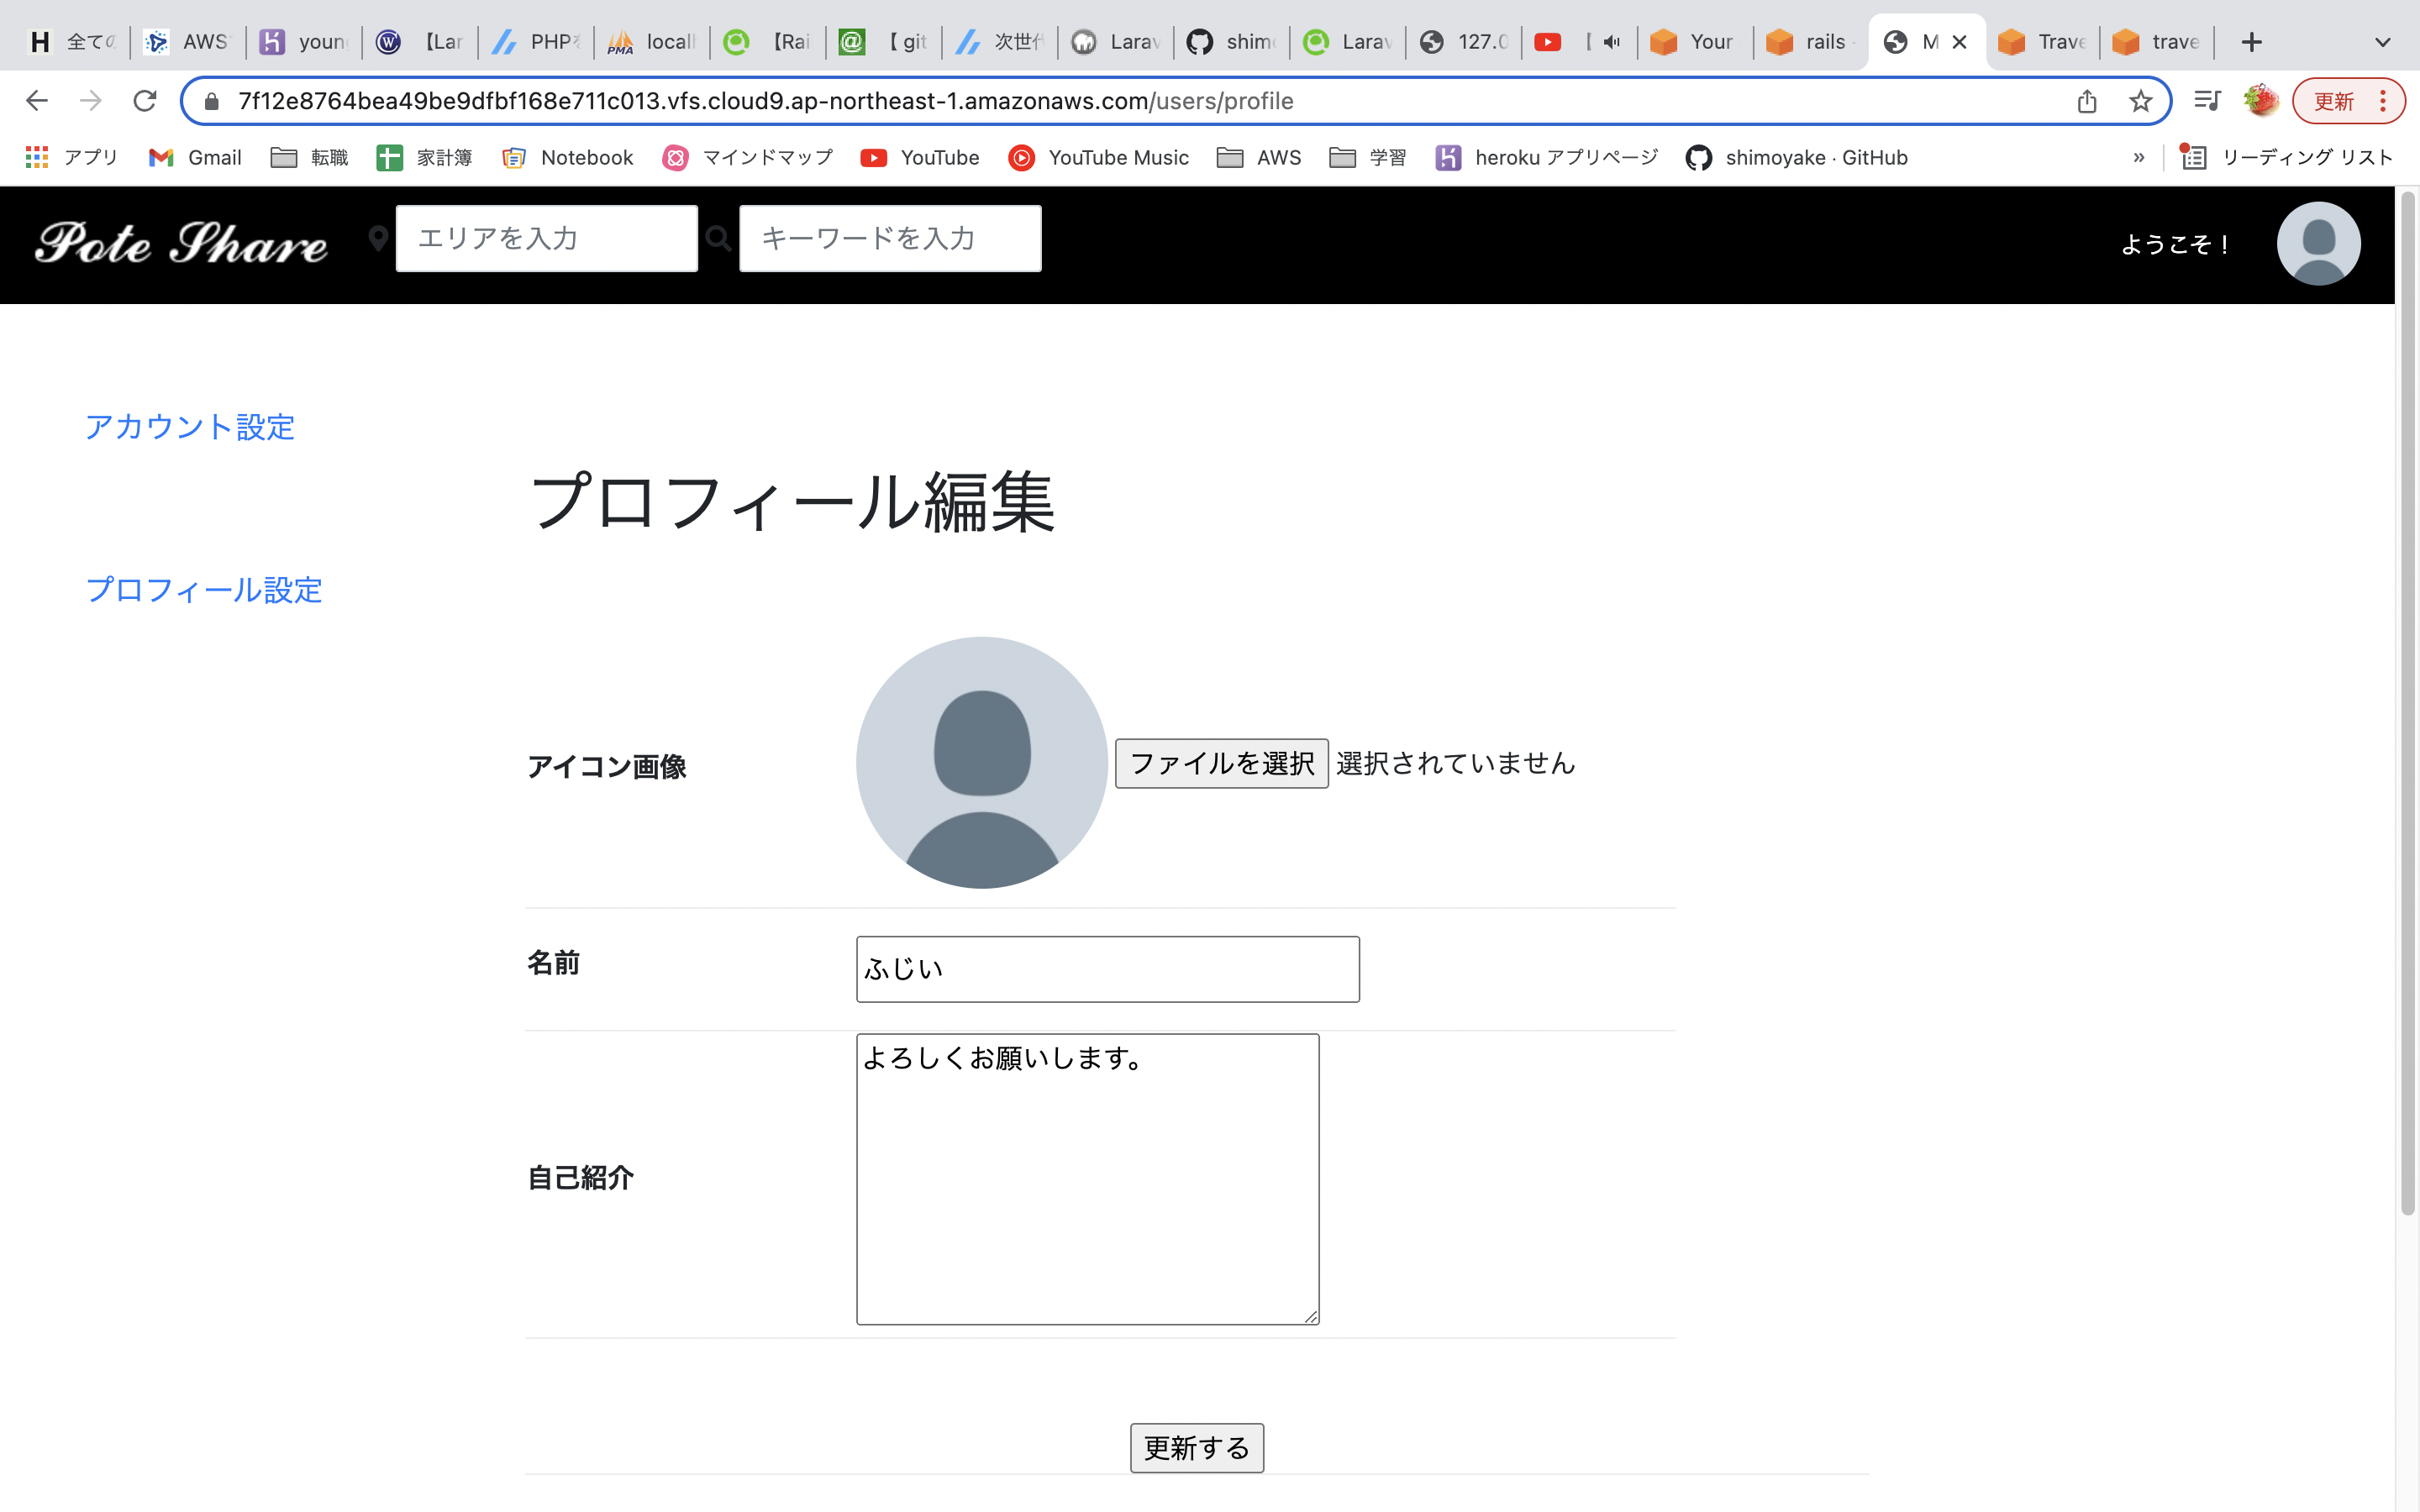 全ての
AWS
youn
【Lar
PHPを
locall
【Rai
【 git
次世代
Larav
shimo
Larav
127.0
【
Your
rails
M
Trave
trave
7f12e8764bea49be9dfbf168e711c013.vfs.cloud9.ap-northeast-1.amazonaws.com/users/profile
更新
アプリ
Gmail
転職
家計簿
Notebook
マインドマップ
YouTube
YouTube Music
AWS
学習
heroku アプリページ
shimoyake · GitHub
»
リーディング リスト
Pote Share
エリアを入力
キーワードを入力
ようこそ！
アカウント設定
プロフィール設定
プロフィール編集
アイコン画像
ファイルを選択 選択されていません
名前
ふじい
自己紹介
よろしくお願いします。
更新する